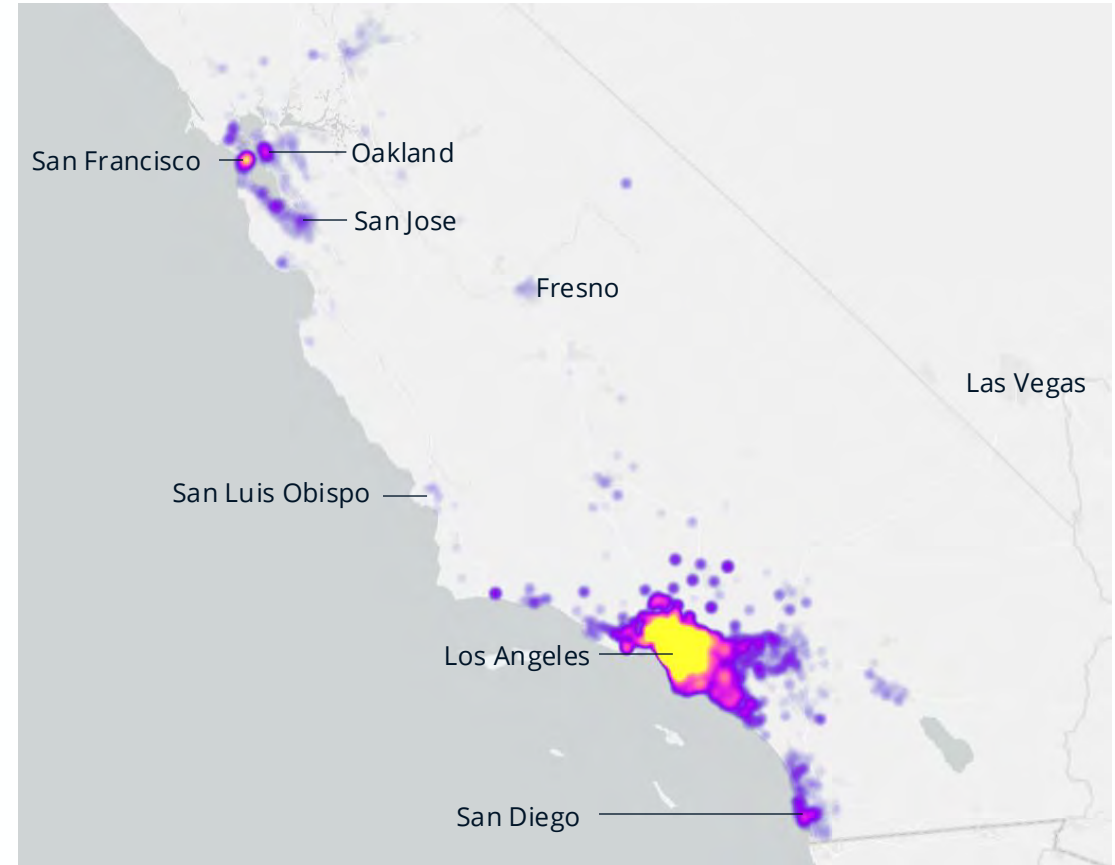 Oakland
San Francisco
San Jose
Fresno
Las Vegas
San Luis Obispo
Los Angeles
San Diego